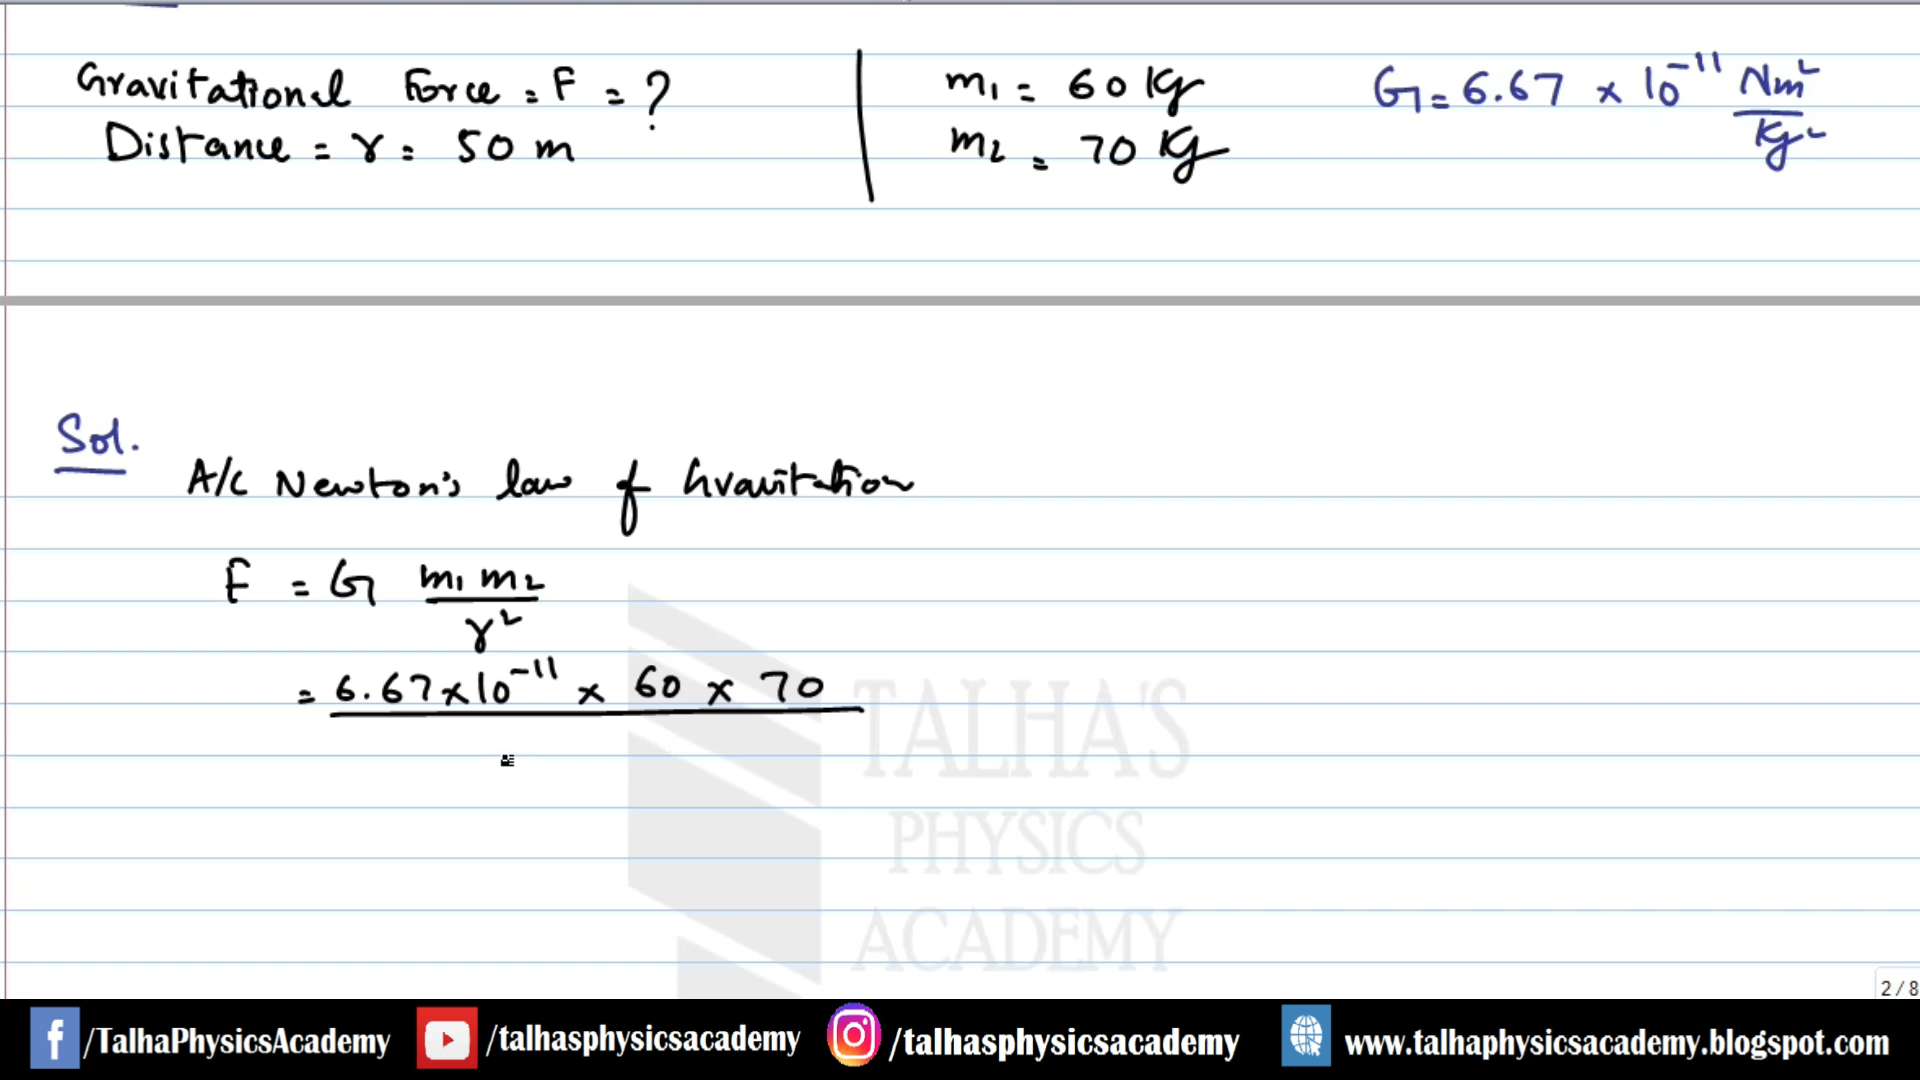 Gravitational Force = F = ?
Distance = r = 50 m
m1 = 60 Kg
m2 = 70 Kg
G = 6.67 × 10⁻¹¹ Nm²/Kg²
Sol.
A/C Newton's law of Gravitation
F = G m1 m2 / r²
= 6.67×10⁻¹¹ × 60 × 70
TALHA'S
PHYSICS
ACADEMY
2 / 8
/TalhaPhysicsAcademy
/talhasphysicsacademy
/talhasphysicsacademy
www.talhaphysicsacademy.blogspot.com